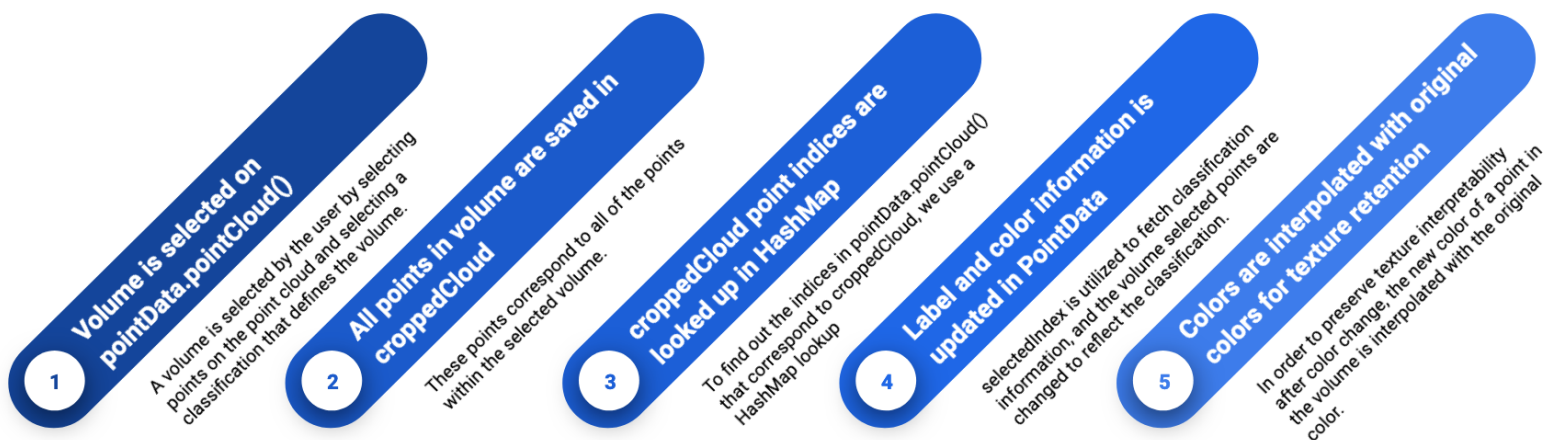 1
Volume is selected on
pointData.pointCloud()
A volume is selected by the user by selecting
points on the point cloud and selecting a
classification that defines the volume.
2
All points in volume are saved in
croppedCloud
These points correspond to all of the points
within the selected volume.
3
croppedCloud point indices are
looked up in HashMap
To find out the indices in pointData.pointCloud()
that correspond to croppedCloud, we use a
HashMap lookup
4
Label and color information is
updated in PointData
selectedIndex is utilized to fetch classification
information, and the volume selected points are
changed to reflect the classification.
5
Colors are interpolated with original
colors for texture retention
In order to preserve texture interpretability
after color change, the new color of a point in
the volume is interpolated with the original
color.